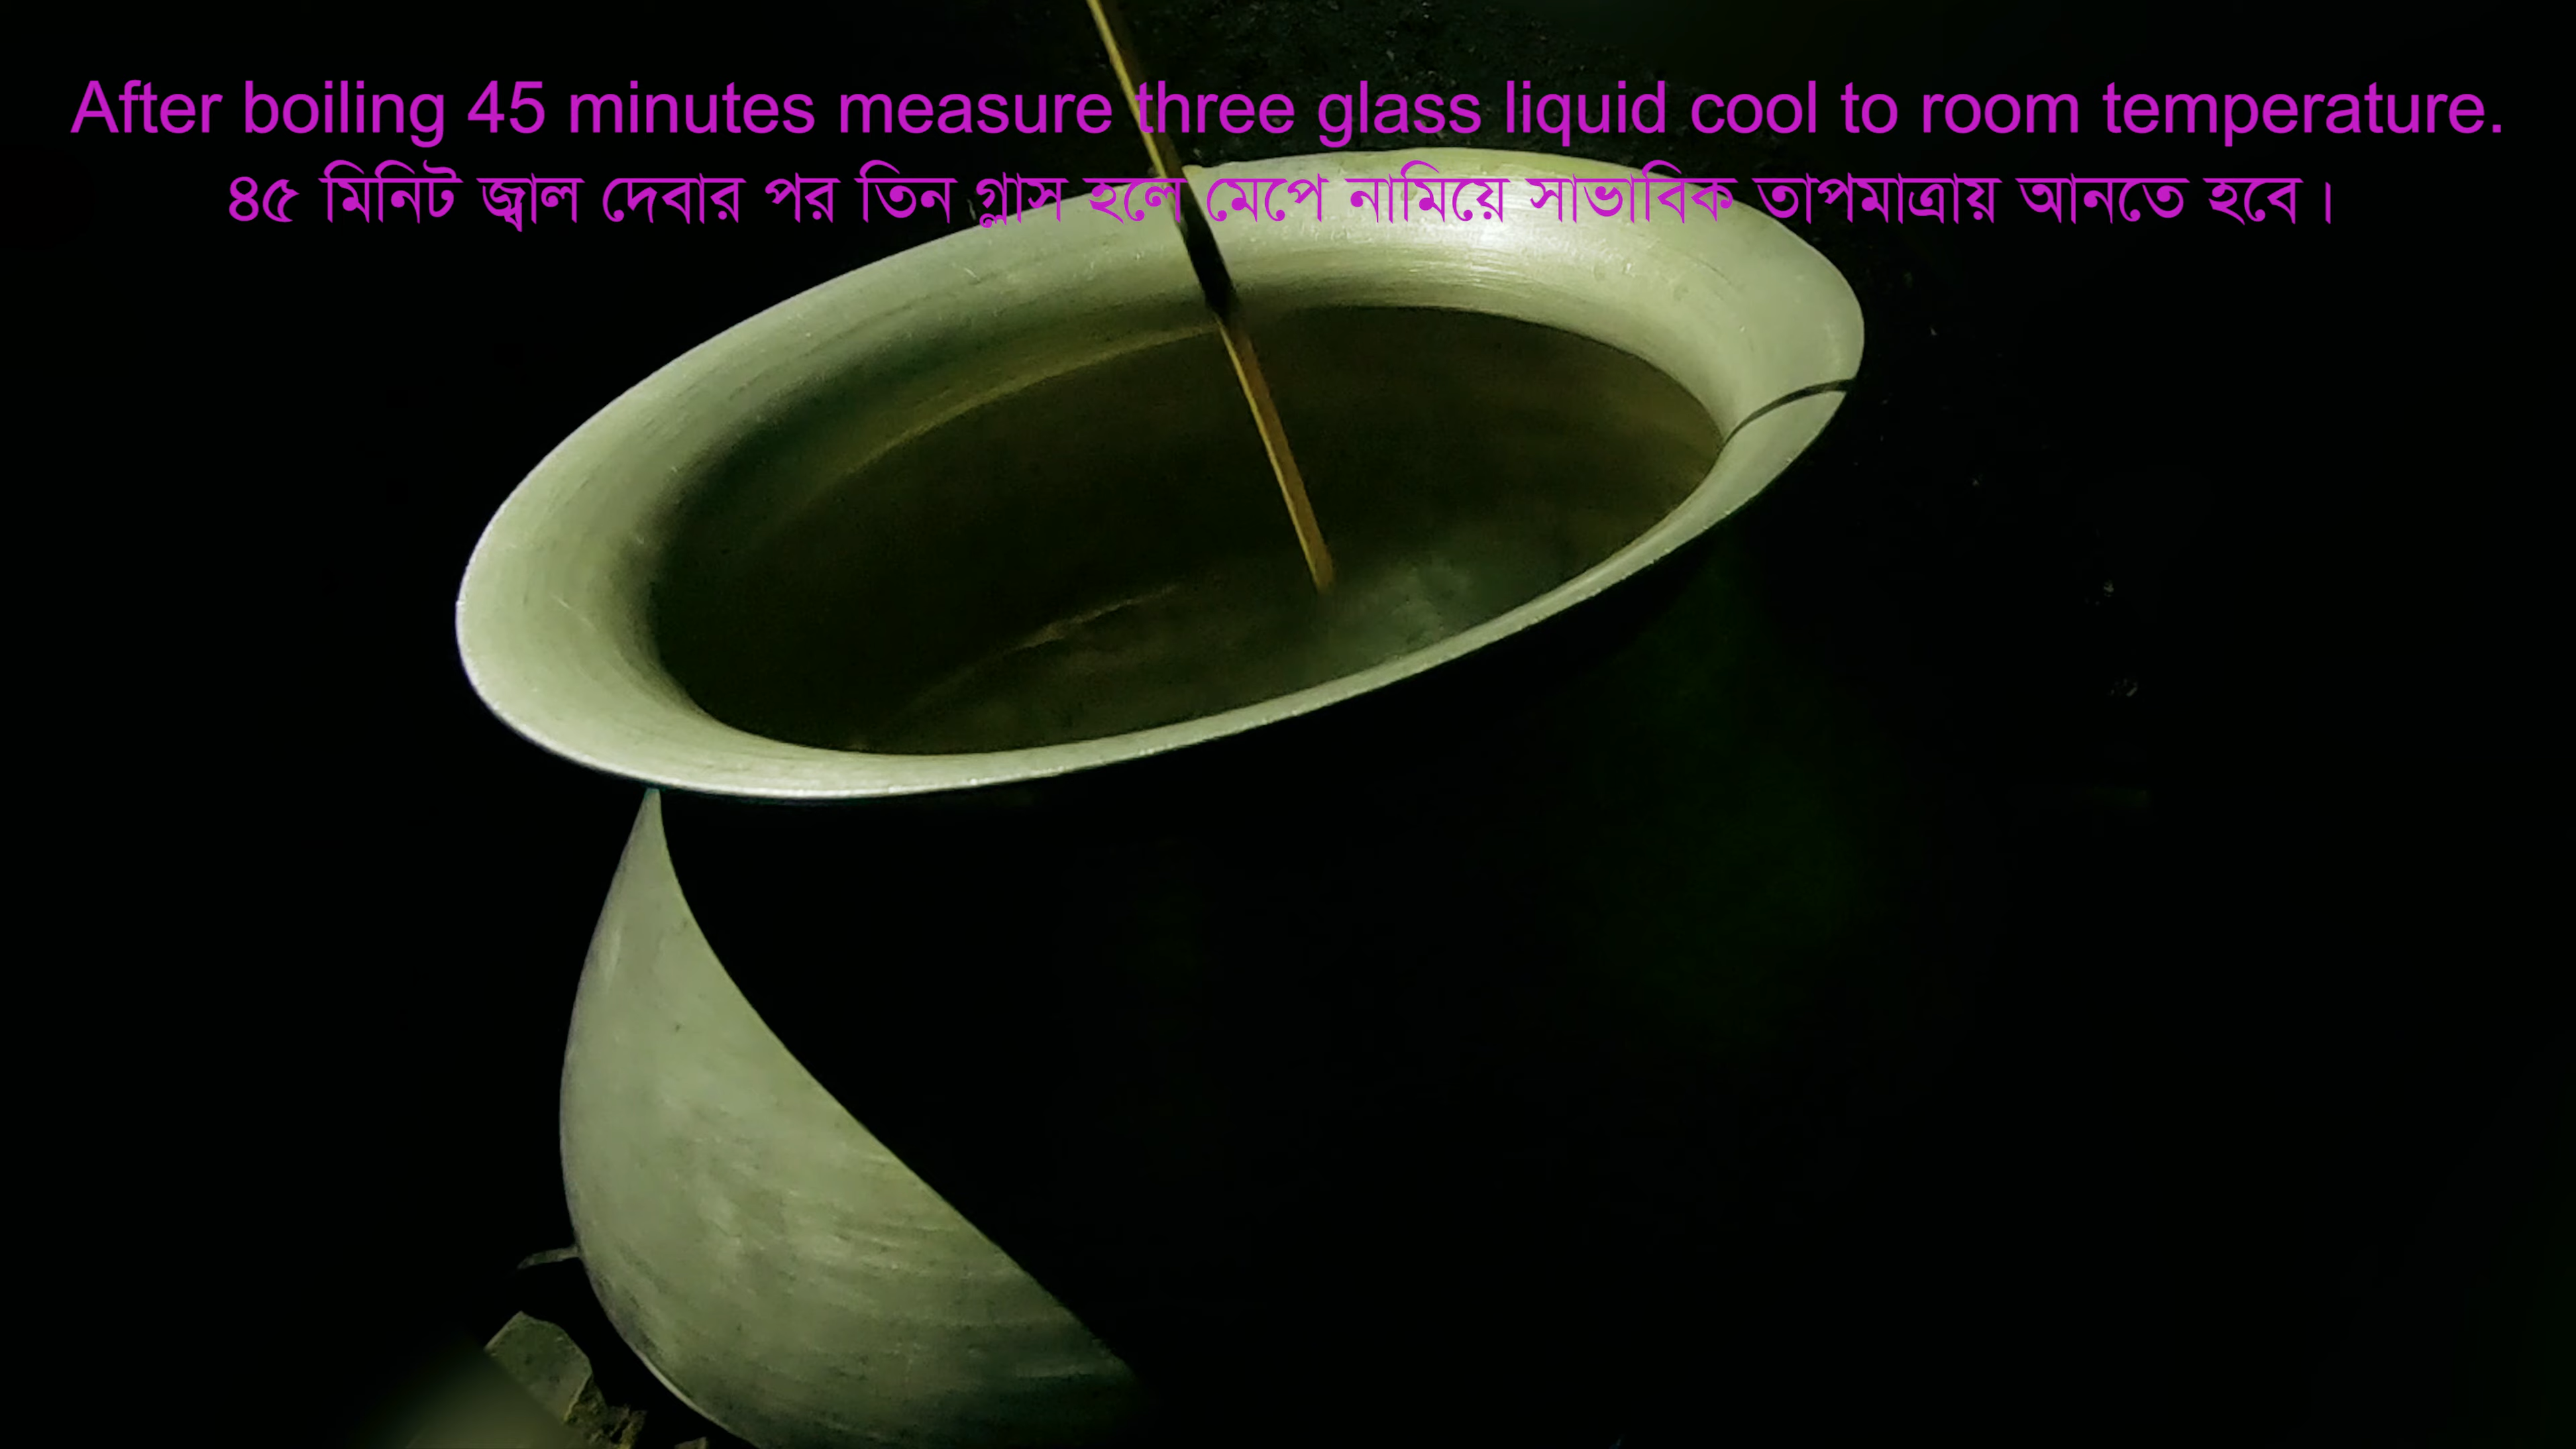 After boiling 45 minutes measure three glass liquid cool to room temperature.
৪৫ মিনিট জ্বাল দেবার পর তিন গ্লাস হলে মেপে নামিয়ে সাভাবিক তাপমাত্রায় আনতে হবে।